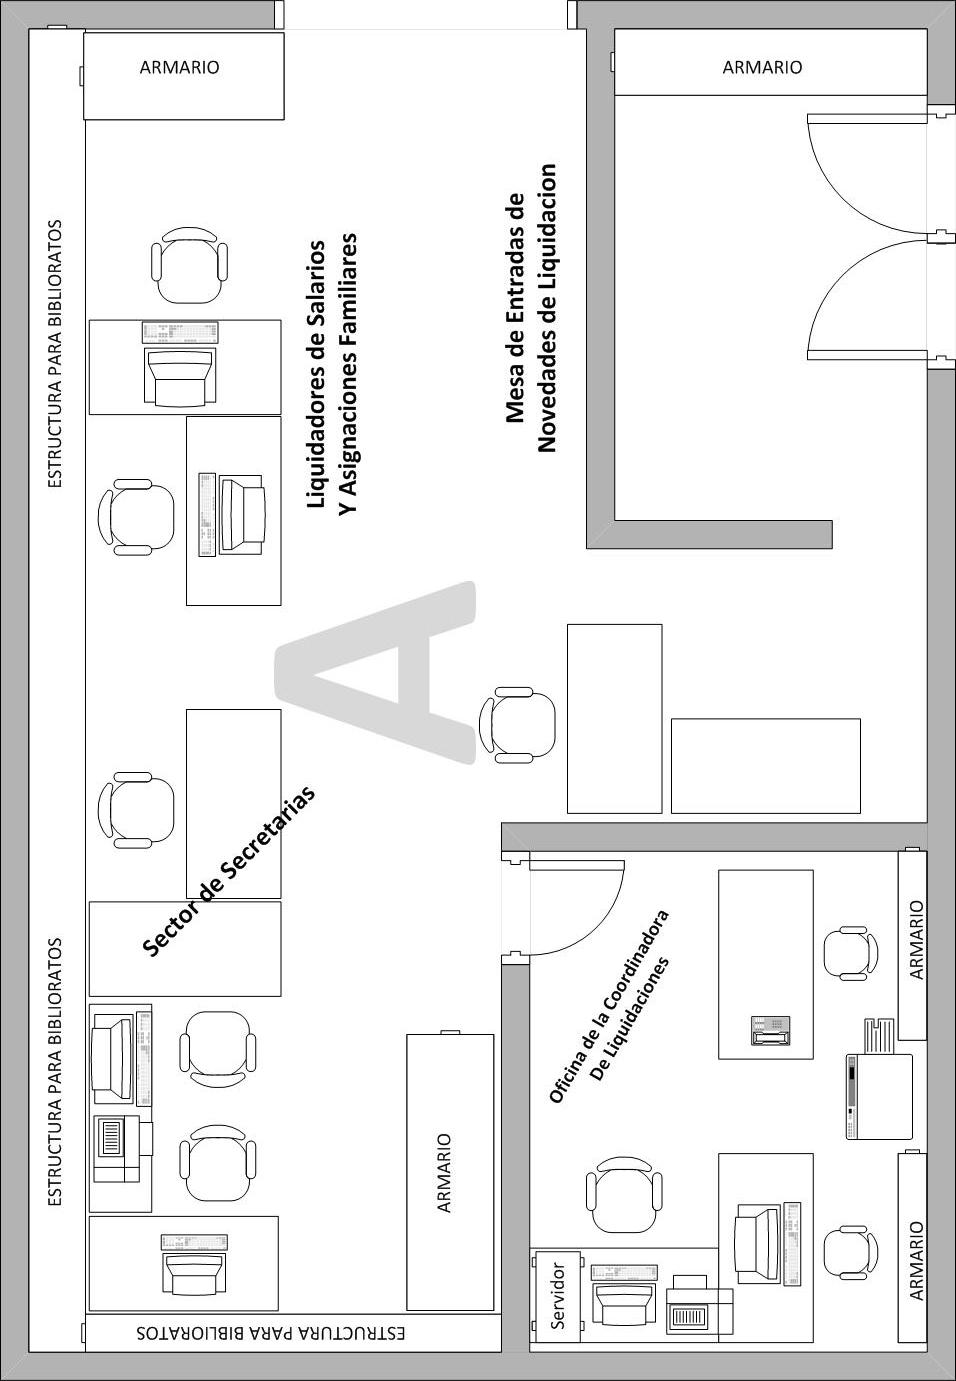 ARMARIO
ARMARIO
ESTRUCTURA PARA BIBLIORATOS
Liquidadores de Salarios
Y Asignaciones Familiares
Mesa de Entradas de
Novedades de Liquidacion
A
Sector de Secretarias
ESTRUCTURA PARA BIBLIORATOS
Oficina de la Coordinadora
De Liquidaciones
ARMARIO
ARMARIO
ARMARIO
Servidor
ESTRUCTURA PARA BIBLIORATOS